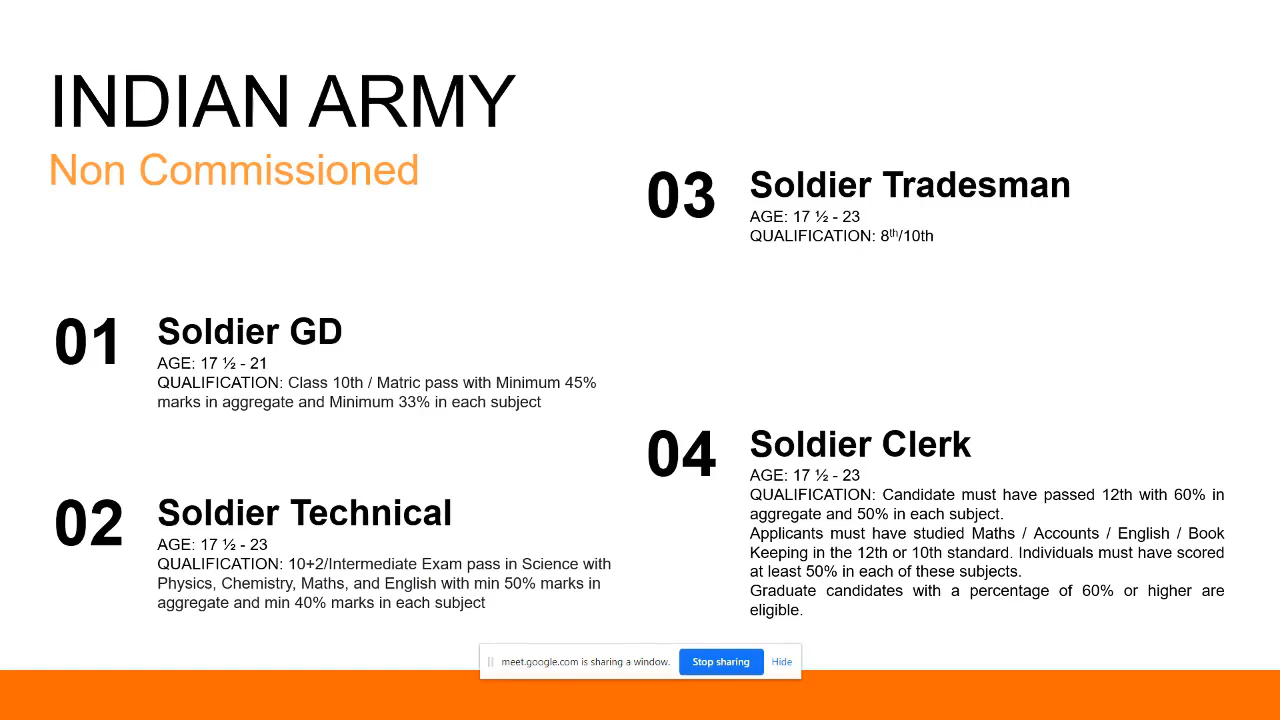 INDIAN ARMY
Non Commissioned
01
Soldier GD
AGE: 17 ½ - 21
QUALIFICATION: Class 10th / Matric pass with Minimum 45%
marks in aggregate and Minimum 33% in each subject
02
Soldier Technical
AGE: 17 ½ - 23
QUALIFICATION: 10+2/Intermediate Exam pass in Science with
Physics, Chemistry, Maths, and English with min 50% marks in
aggregate and min 40% marks in each subject
03
Soldier Tradesman
AGE: 17 ½ - 23
QUALIFICATION: 8th/10th
04
Soldier Clerk
AGE: 17 ½ - 23
QUALIFICATION: Candidate must have passed 12th with 60% in
aggregate and 50% in each subject.
Applicants must have studied Maths / Accounts / English / Book
Keeping in the 12th or 10th standard. Individuals must have scored
at least 50% in each of these subjects.
Graduate candidates with a percentage of 60% or higher are
eligible.
meet.google.com is sharing a window. Stop sharing Hide